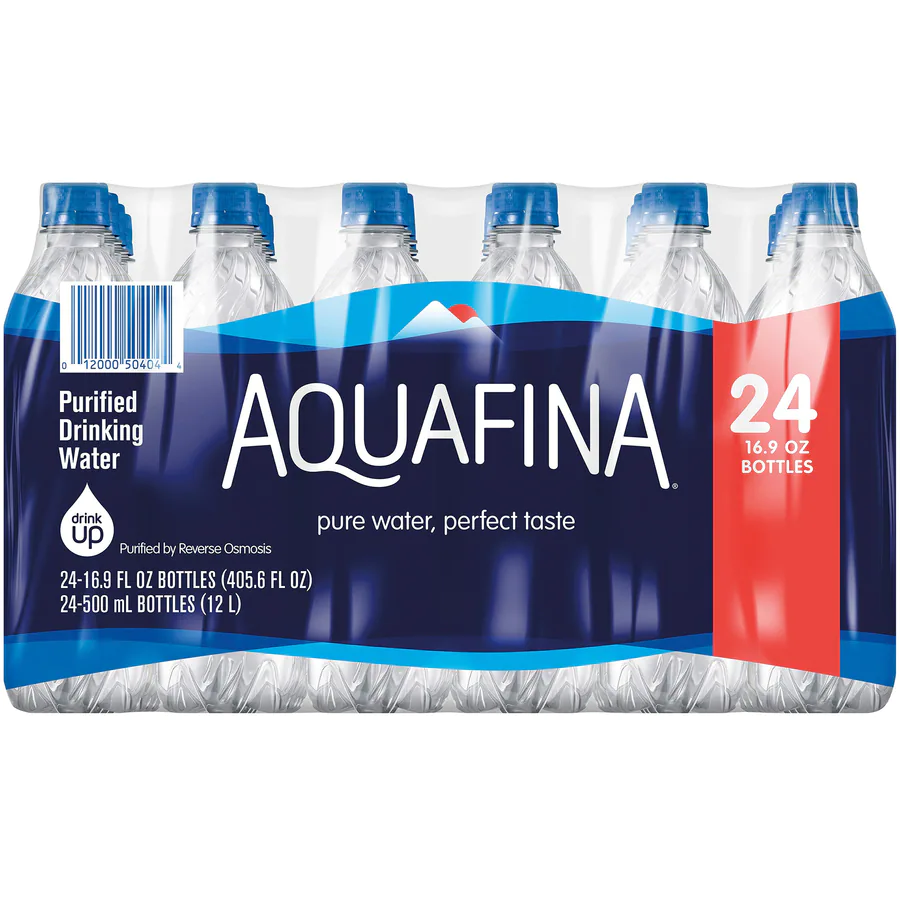 0 12000 50404 4
Purified
Drinking
Water
drink
up
Purified by Reverse Osmosis
24-16.9 FL OZ BOTTLES (405.6 FL OZ)
24-500 mL BOTTLES (12 L)
AQUAFINA®
pure water, perfect taste
24
16.9 OZ
BOTTLES